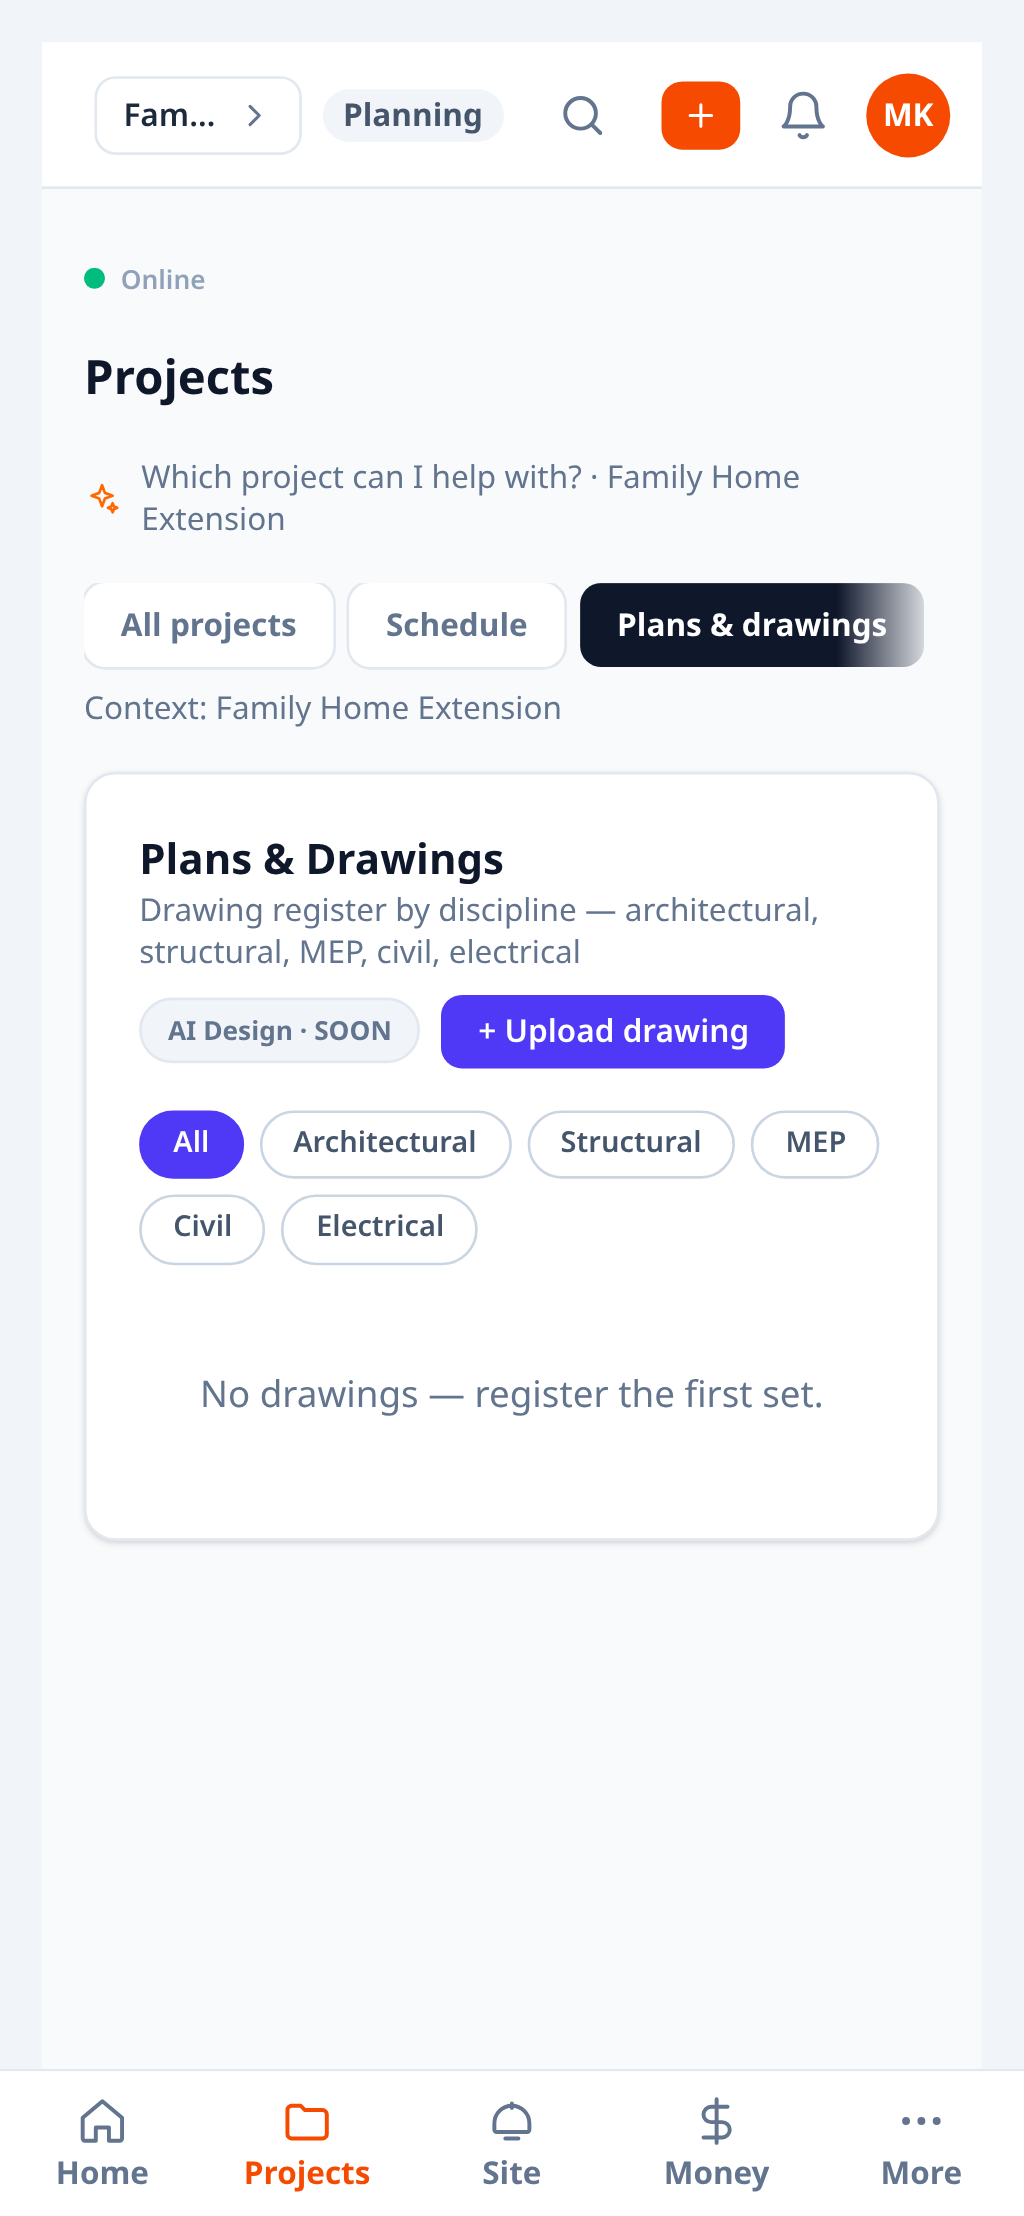 Fam...
Planning
MK
Online
Projects
Which project can I help with? · Family Home
Extension
All projects
Schedule
Plans & drawings
Context: Family Home Extension
Plans & Drawings
Drawing register by discipline — architectural,
structural, MEP, civil, electrical
AI Design · SOON
+ Upload drawing
All
Architectural
Structural
MEP
Civil
Electrical
No drawings — register the first set.
Home
Projects
Site
Money
More